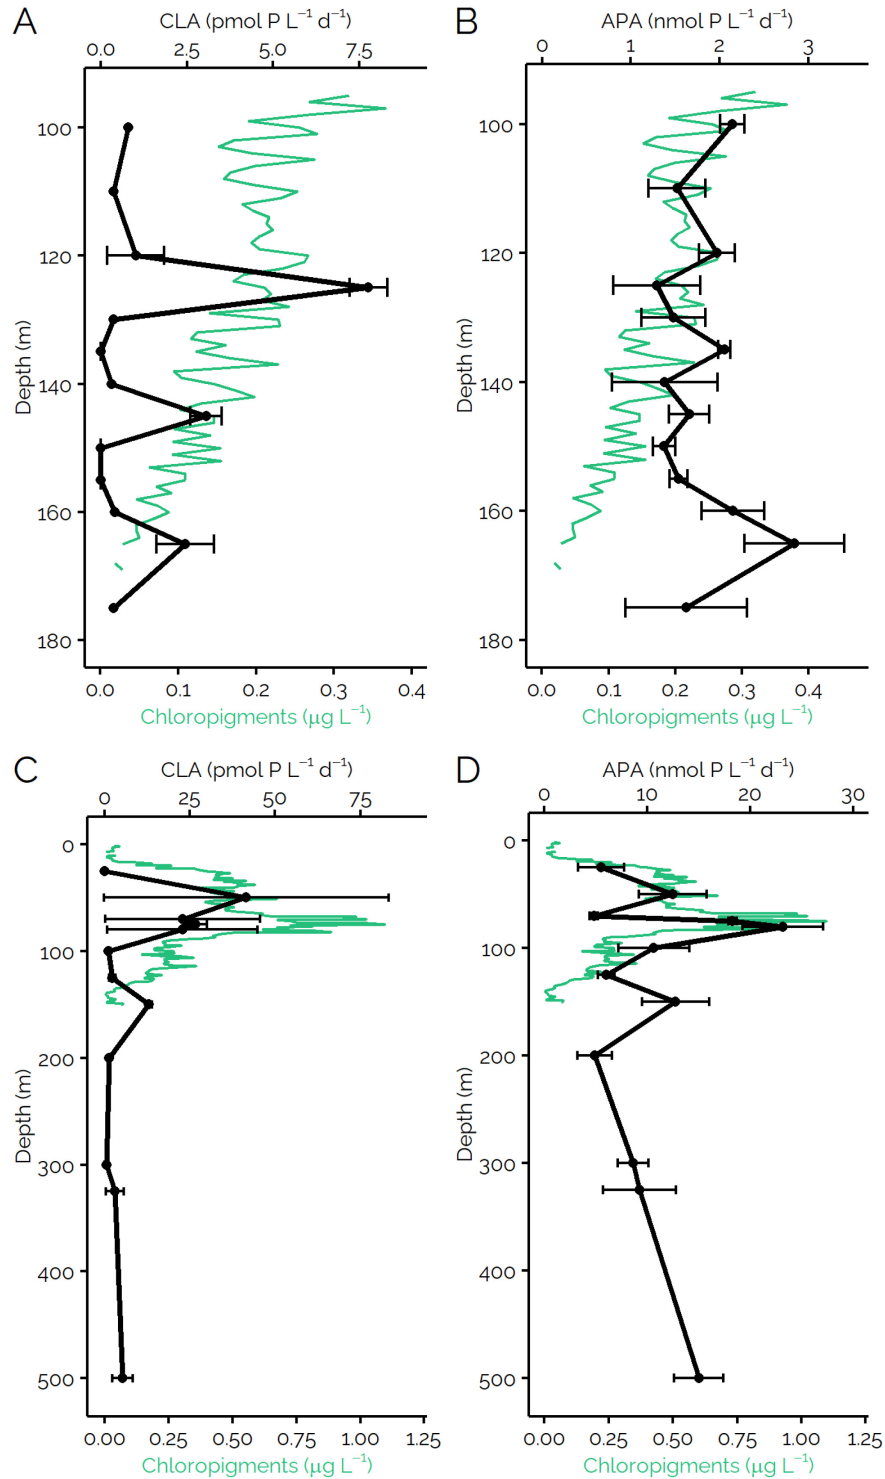 A
CLA (pmol P L⁻¹ d⁻¹)
0.0 2.5 5.0 7.5
Depth (m)
100
120
140
160
180
0.0 0.1 0.2 0.3 0.4
Chloropigments (µg L⁻¹)
B
APA (nmol P L⁻¹ d⁻¹)
0 1 2 3
Depth (m)
100
120
140
160
180
0.0 0.1 0.2 0.3 0.4
Chloropigments (µg L⁻¹)
C
CLA (pmol P L⁻¹ d⁻¹)
0 25 50 75
Depth (m)
0
100
200
300
400
500
0.00 0.25 0.50 0.75 1.00 1.25
Chloropigments (µg L⁻¹)
D
APA (nmol P L⁻¹ d⁻¹)
0 10 20 30
Depth (m)
0
100
200
300
400
500
0.00 0.25 0.50 0.75 1.00 1.25
Chloropigments (µg L⁻¹)